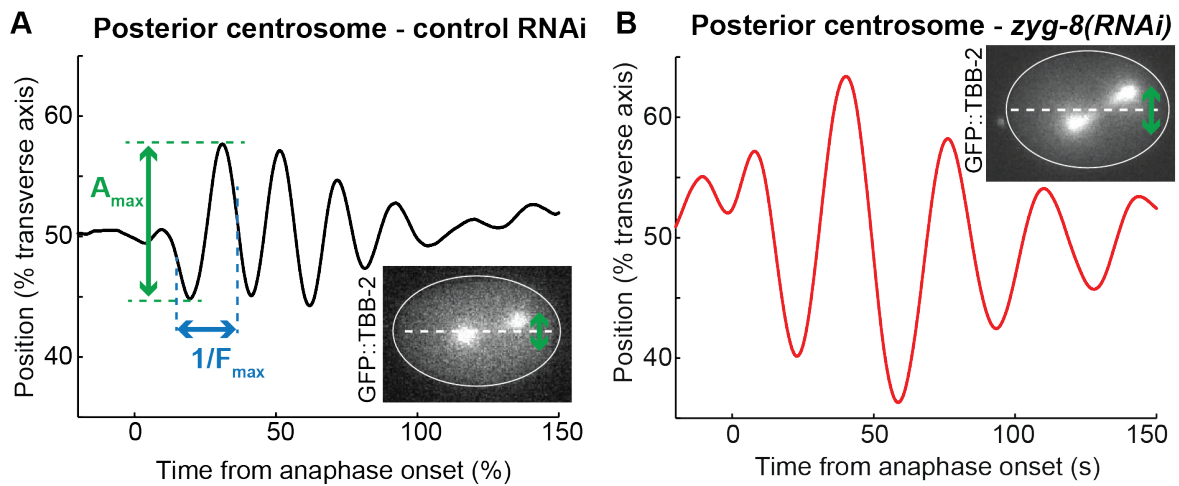 A
Posterior centrosome - control RNAi
Position (% transverse axis)
60
50
40
Amax
1/Fmax
GFP::TBB-2
0
50
100
150
Time from anaphase onset (%)
B
Posterior centrosome - zyg-8(RNAi)
Position (% transverse axis)
60
50
40
GFP::TBB-2
0
50
100
150
Time from anaphase onset (s)